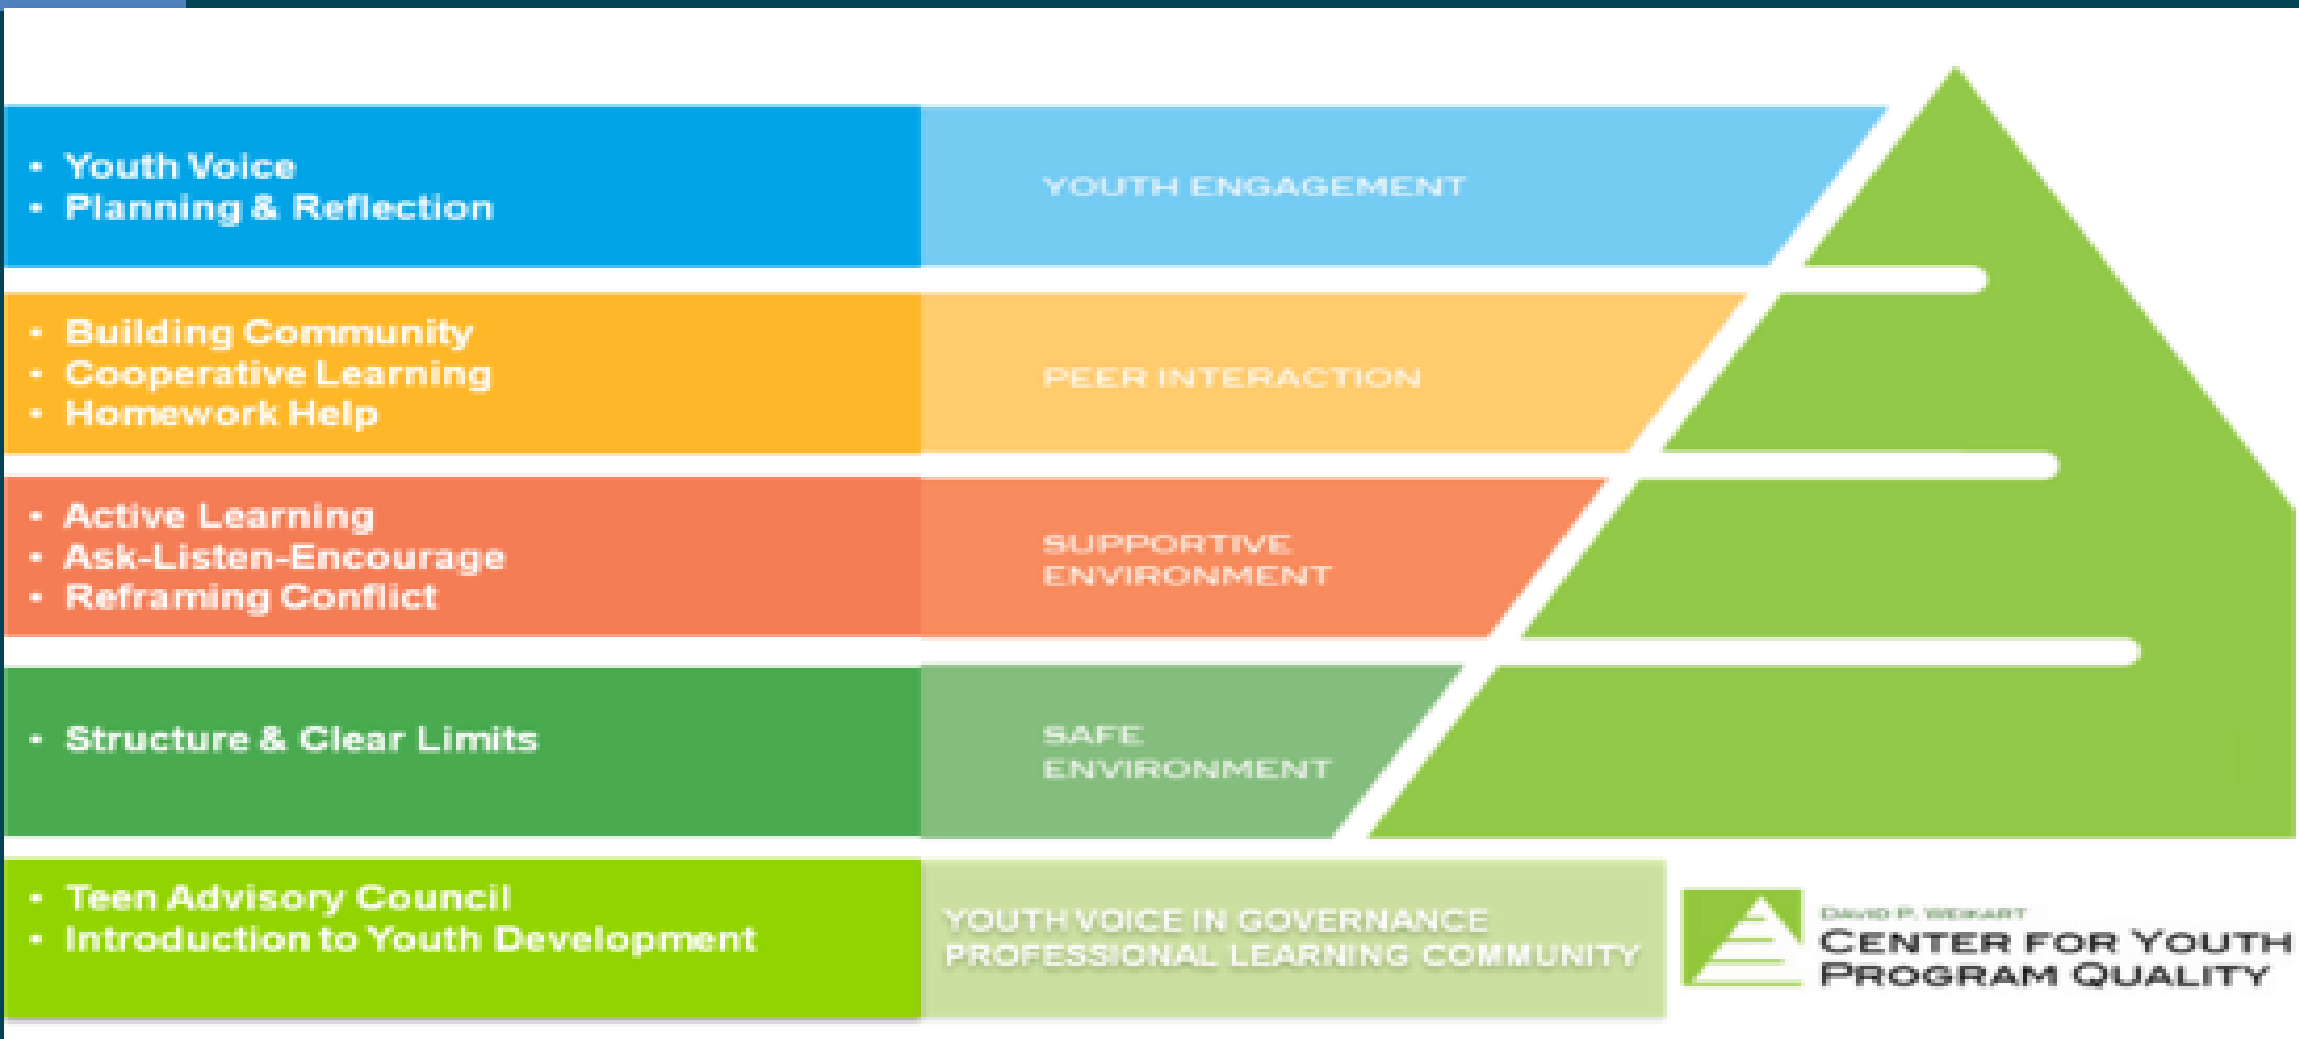 • Youth Voice
• Planning & Reflection
YOUTH ENGAGEMENT
• Building Community
• Cooperative Learning
• Homework Help
PEER INTERACTION
• Active Learning
• Ask-Listen-Encourage
• Reframing Conflict
SUPPORTIVE
ENVIRONMENT
• Structure & Clear Limits
SAFE
ENVIRONMENT
• Teen Advisory Council
• Introduction to Youth Development
YOUTH VOICE IN GOVERNANCE
PROFESSIONAL LEARNING COMMUNITY
DAVID P. WEIKART
CENTER FOR YOUTH
PROGRAM QUALITY